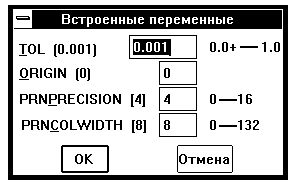 Встроенные переменные
TOL (0.001) 0.001 0.0+—1.0
ORIGIN (0) 0
PRNPRECISION [4] 4 0—16
PRNCOLWIDTH [8] 8 0—132
OK Отмена